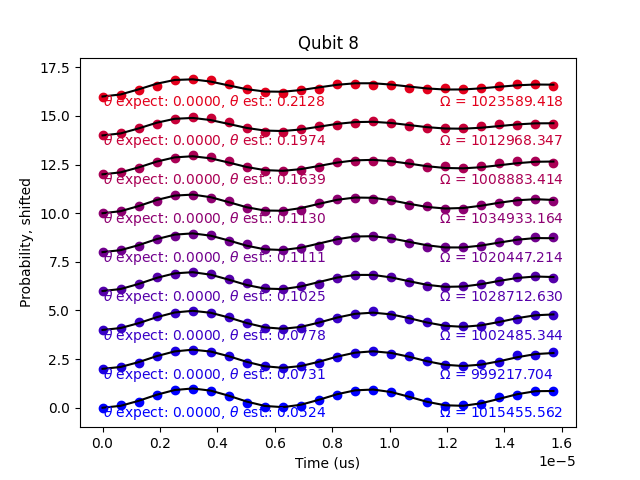 Qubit 8
17.5
θ expect: 0.0000, θ est.: 0.2128 Ω = 1023589.418
15.0
θ expect: 0.0000, θ est.: 0.1974 Ω = 1012968.347
12.5
θ expect: 0.0000, θ est.: 0.1639 Ω = 1008883.414
10.0
θ expect: 0.0000, θ est.: 0.1130 Ω = 1034933.164
7.5
θ expect: 0.0000, θ est.: 0.1111 Ω = 1020447.214
θ expect: 0.0000, θ est.: 0.1025 Ω = 1028712.630
5.0
θ expect: 0.0000, θ est.: 0.0778 Ω = 1002485.344
2.5
θ expect: 0.0000, θ est.: 0.0731 Ω = 999217.704
0.0
θ expect: 0.0000, θ est.: 0.0524 Ω = 1015455.562
Probability, shifted
0.0 0.2 0.4 0.6 0.8 1.0 1.2 1.4 1.6
Time (us)
1e−5